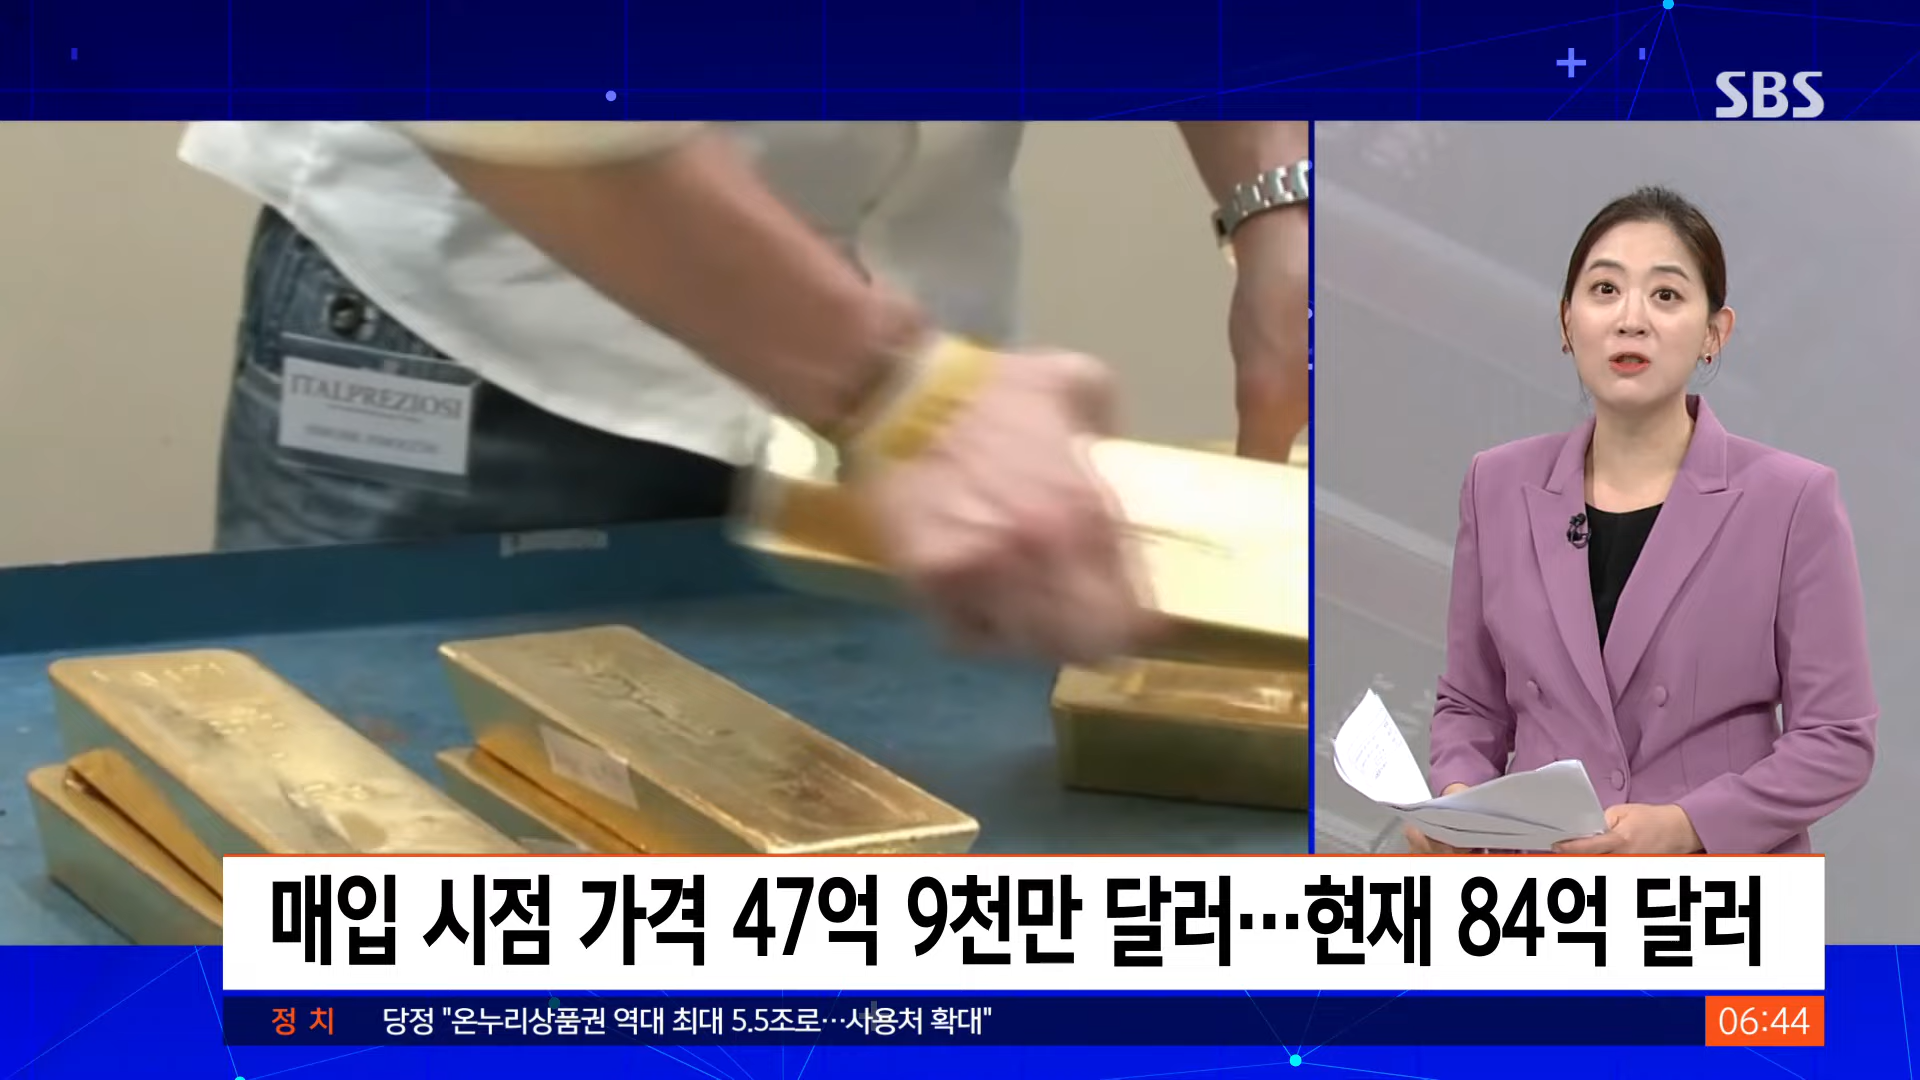 SBS
ITALPREZIOSI
매입 시점 가격 47억 9천만 달러…현재 84억 달러
정 치 당정 "온누리상품권 역대 최대 5.5조로…사용처 확대" 06:44